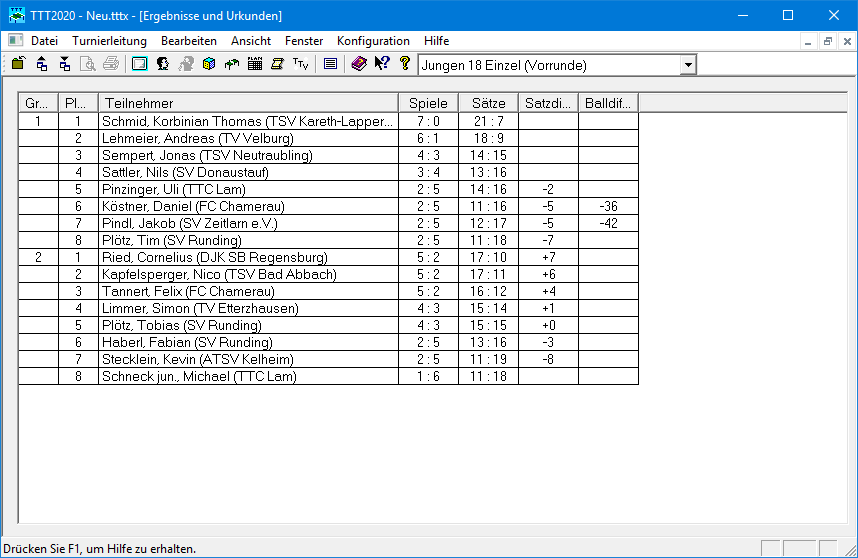 TTT2020 - Neu.tttx - [Ergebnisse und Urkunden]
Datei Turnierleitung Bearbeiten Ansicht Fenster Konfiguration Hilfe
Jungen 18 Einzel (Vorrunde)
Gr... Pl... Teilnehmer Spiele Sätze Satzdi... Balldif...
1 1 Schmid, Korbinian Thomas (TSV Kareth-Lapper... 7 : 0 21 : 7
2 Lehmeier, Andreas (TV Velburg) 6 : 1 18 : 9
3 Sempert, Jonas (TSV Neutraubling) 4 : 3 14 : 15
4 Sattler, Nils (SV Donaustauf) 3 : 4 13 : 16
5 Pinzinger, Uli (TTC Lam) 2 : 5 14 : 16 -2
6 Köstner, Daniel (FC Chamerau) 2 : 5 11 : 16 -5 -36
7 Pindl, Jakob (SV Zeitlarn e.V.) 2 : 5 12 : 17 -5 -42
8 Plötz, Tim (SV Runding) 2 : 5 11 : 18 -7
2 1 Ried, Cornelius (DJK SB Regensburg) 5 : 2 17 : 10 +7
2 Kapfelsperger, Nico (TSV Bad Abbach) 5 : 2 17 : 11 +6
3 Tannert, Felix (FC Chamerau) 5 : 2 16 : 12 +4
4 Limmer, Simon (TV Etterzhausen) 4 : 3 15 : 14 +1
5 Plötz, Tobias (SV Runding) 4 : 3 15 : 15 +0
6 Haberl, Fabian (SV Runding) 2 : 5 13 : 16 -3
7 Stecklein, Kevin (ATSV Kelheim) 2 : 5 11 : 19 -8
8 Schneck jun., Michael (TTC Lam) 1 : 6 11 : 18
Drücken Sie F1, um Hilfe zu erhalten.